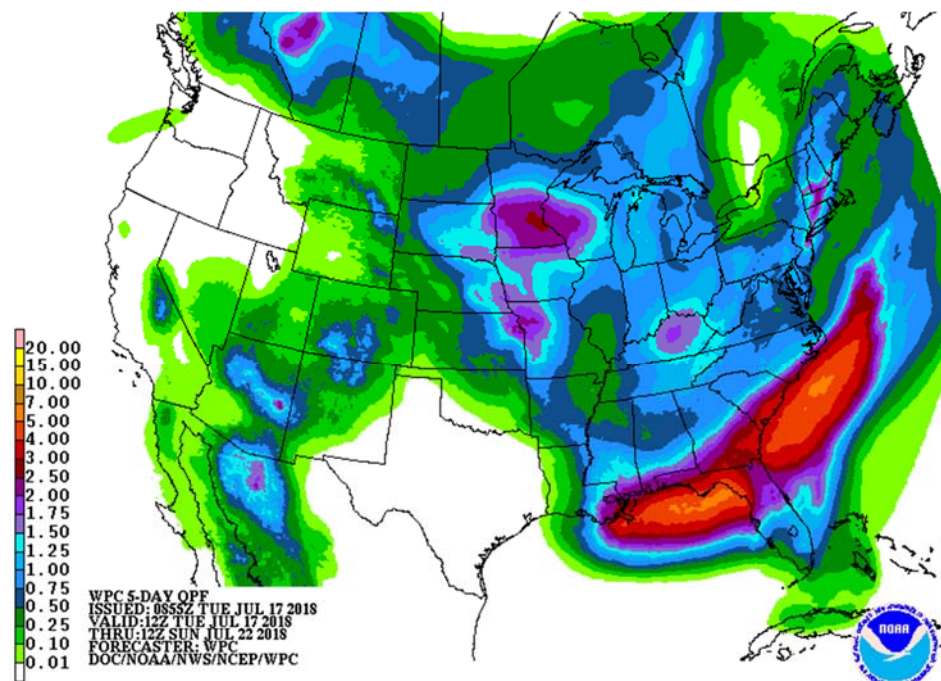 20.00
15.00
10.00
7.00
5.00
4.00
3.00
2.50
2.00
1.75
1.50
1.25
1.00
0.75
0.50
0.25
0.10
0.01
WPC 5-DAY QPF
ISSUED: 0855Z TUE JUL 17 2018
VALID:12Z TUE JUL 17 2018
THRU:12Z SUN JUL 22 2018
FORECASTER: WPC
DOC/NOAA/NWS/NCEP/WPC
NOAA